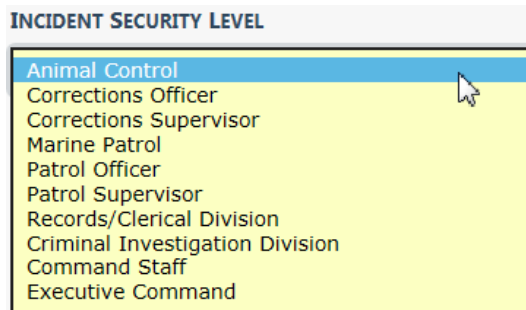 INCIDENT SECURITY LEVEL
Animal Control
Corrections Officer
Corrections Supervisor
Marine Patrol
Patrol Officer
Patrol Supervisor
Records/Clerical Division
Criminal Investigation Division
Command Staff
Executive Command